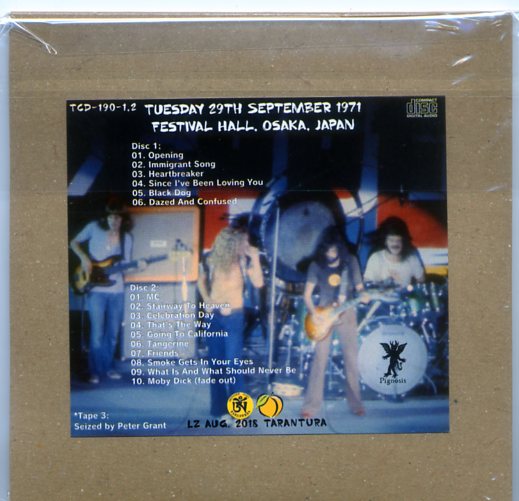 TCD-190-1.2
TUESDAY 29TH SEPTEMBER 1971
FESTIVAL HALL, OSAKA, JAPAN
COMPACT
disc
DIGITAL AUDIO
Disc 1:
01. Opening
02. Immigrant Song
03. Heartbreaker
04. Since I've Been Loving You
05. Black Dog
06. Dazed And Confused
Disc 2:
01. MC
02. Stairway To Heaven
03. Celebration Day
04. That's The Way
05. Going To California
06. Tangerine
07. Friends
08. Smoke Gets In Your Eyes
09. What Is And What Should Never Be
10. Moby Dick (fade out)
Pignosis
*Tape 3:
Seized by Peter Grant
LZ AUG. 2018 TARANTURA